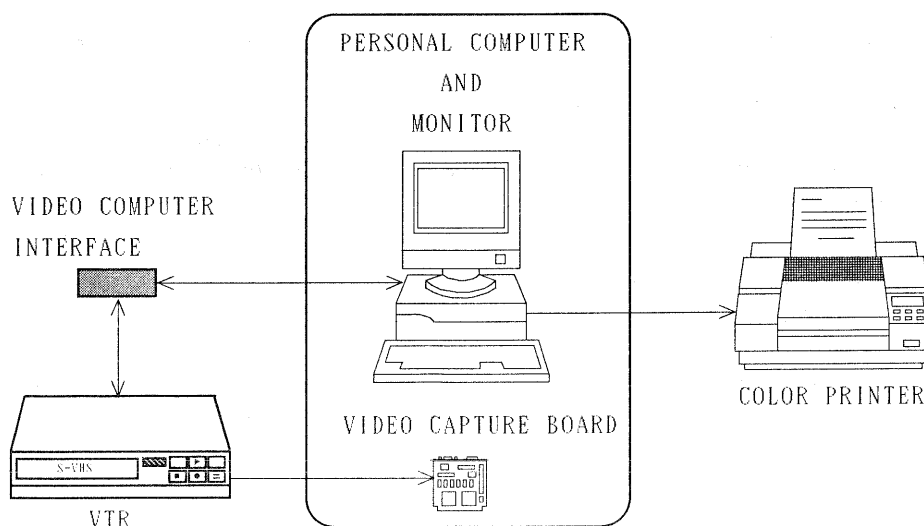 PERSONAL COMPUTER
AND
MONITOR
VIDEO COMPUTER
INTERFACE
COLOR PRINTER
VIDEO CAPTURE BOARD
S-VHS
VTR